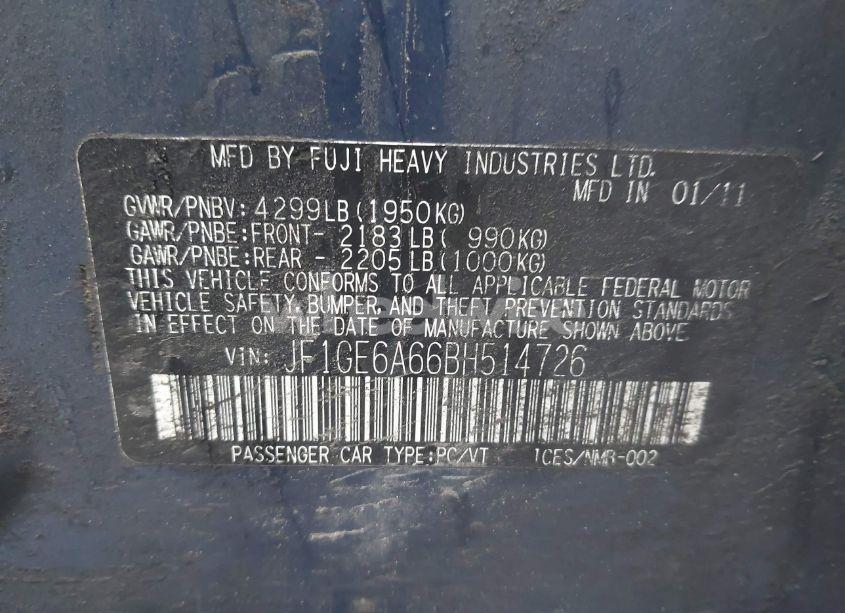 MFD BY FUJI HEAVY INDUSTRIES LTD.
MFD IN 01/11
GVWR/PNBV: 4299LB(1950KG)
GAWR/PNBE:FRONT- 2183LB( 990KG)
GAWR/PNBE:REAR - 2205LB(1000KG)
THIS VEHICLE CONFORMS TO ALL APPLICABLE FEDERAL MOTOR
VEHICLE SAFETY, BUMPER, AND THEFT PREVENTION STANDARDS
IN EFFECT ON THE DATE OF MANUFACTURE SHOWN ABOVE
VIN: JF1GE6A66BH514726
PASSENGER CAR TYPE:PC/VT 1CES/NMB-002